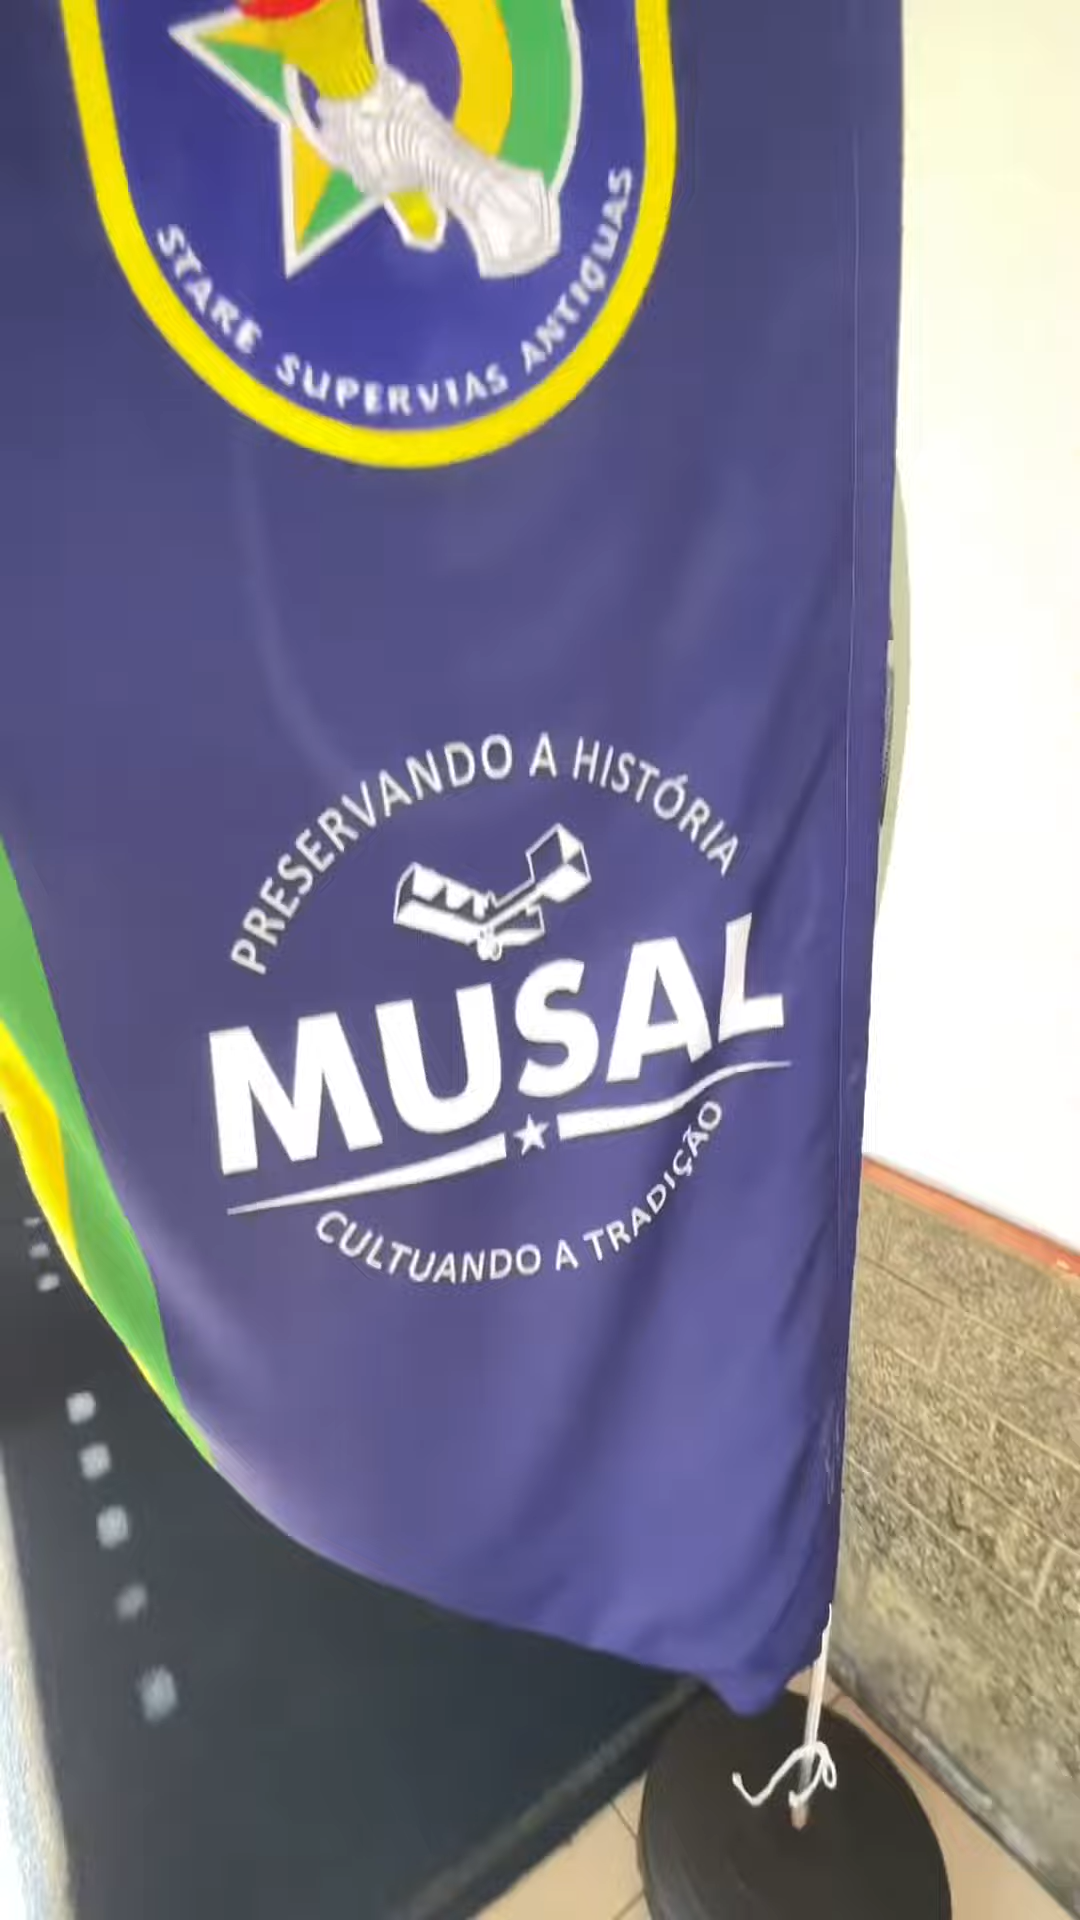 STARE SUPERVIAS ANTIQUAS
PRESERVANDO A HISTÓRIA
MUSAL
CULTUANDO A TRADIÇÃO